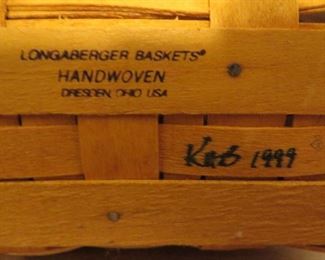 LONGABERGER BASKETS®
HANDWOVEN
DRESDEN, OHIO USA
1999